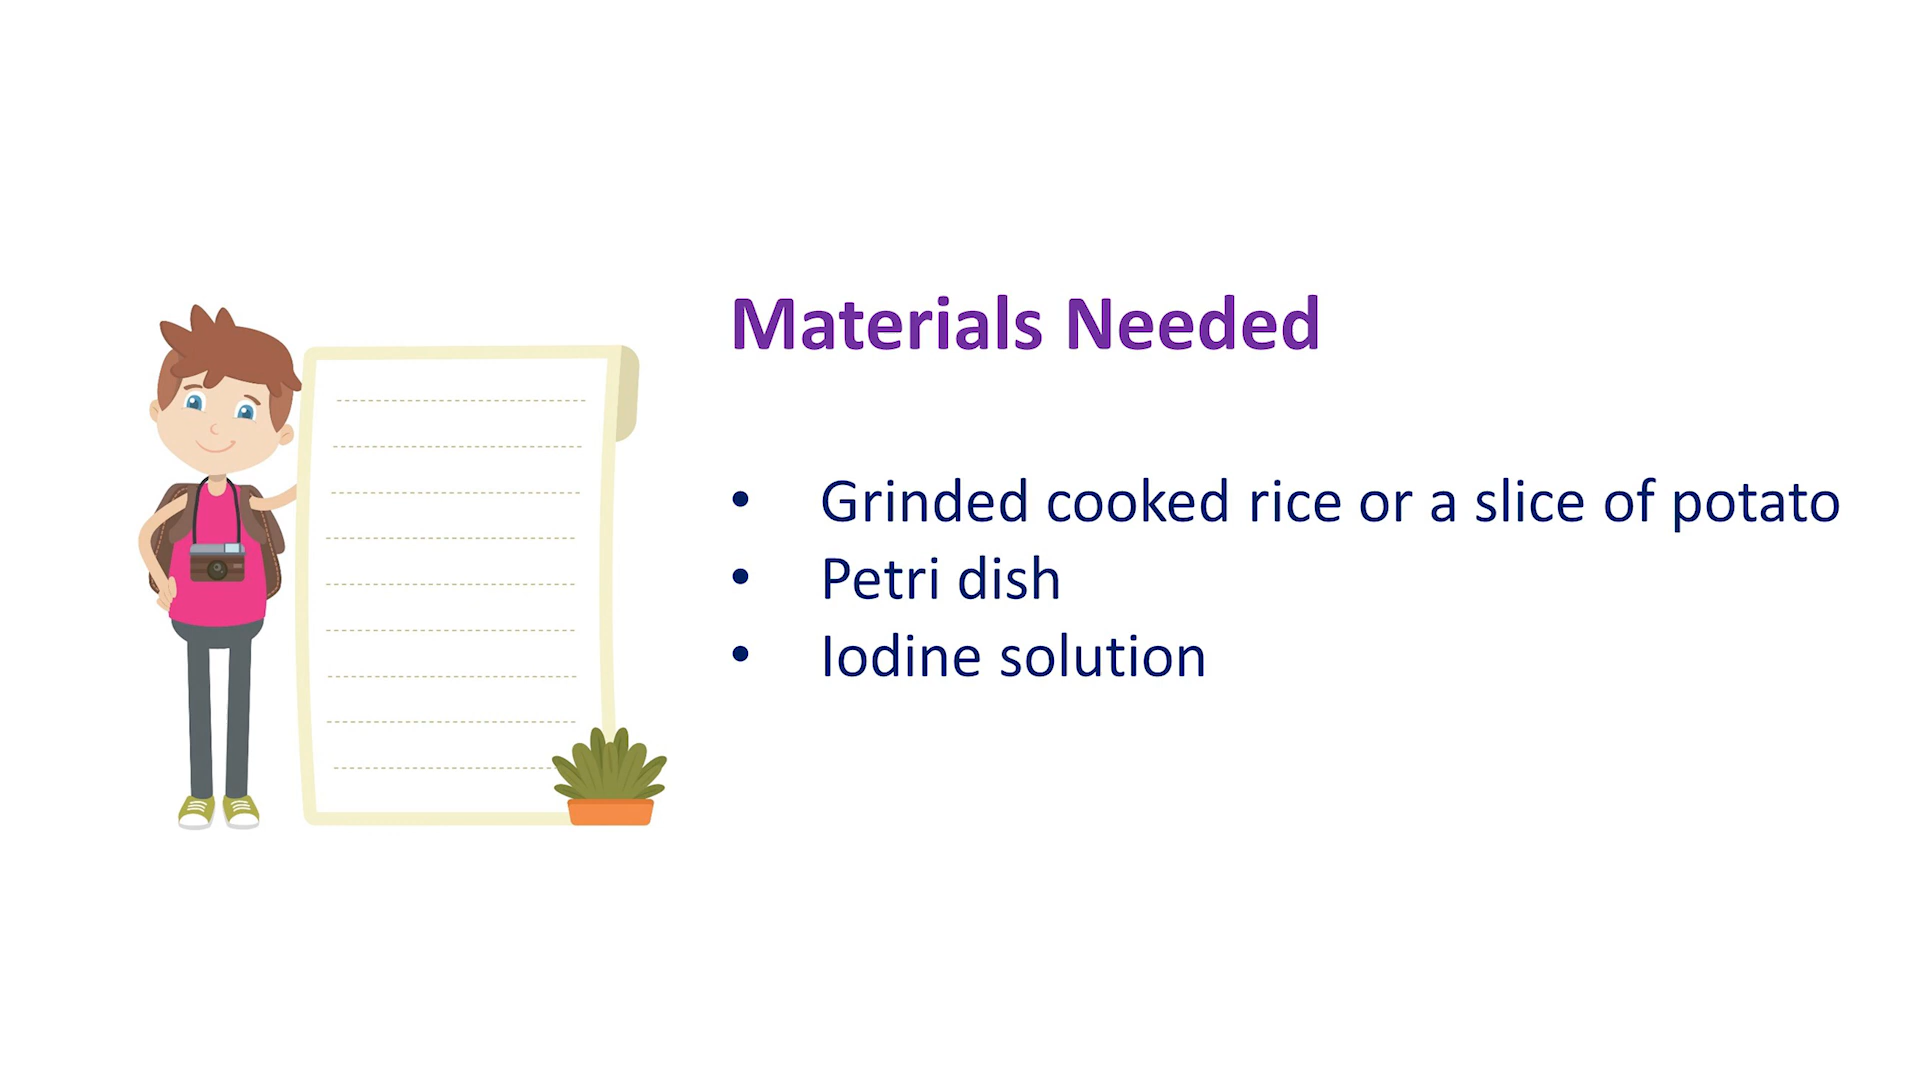 Materials Needed
• Grinded cooked rice or a slice of potato
• Petri dish
• Iodine solution